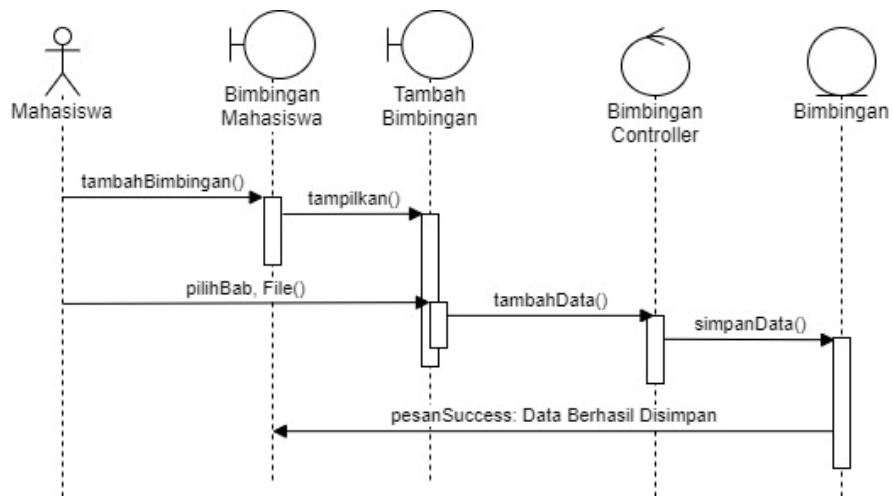 Mahasiswa
Bimbingan
Mahasiswa
Tambah
Bimbingan
Bimbingan
Controller
Bimbingan
tambahBimbingan()
tampilkan()
pilihBab, File()
tambahData()
simpanData()
pesanSuccess: Data Berhasil Disimpan